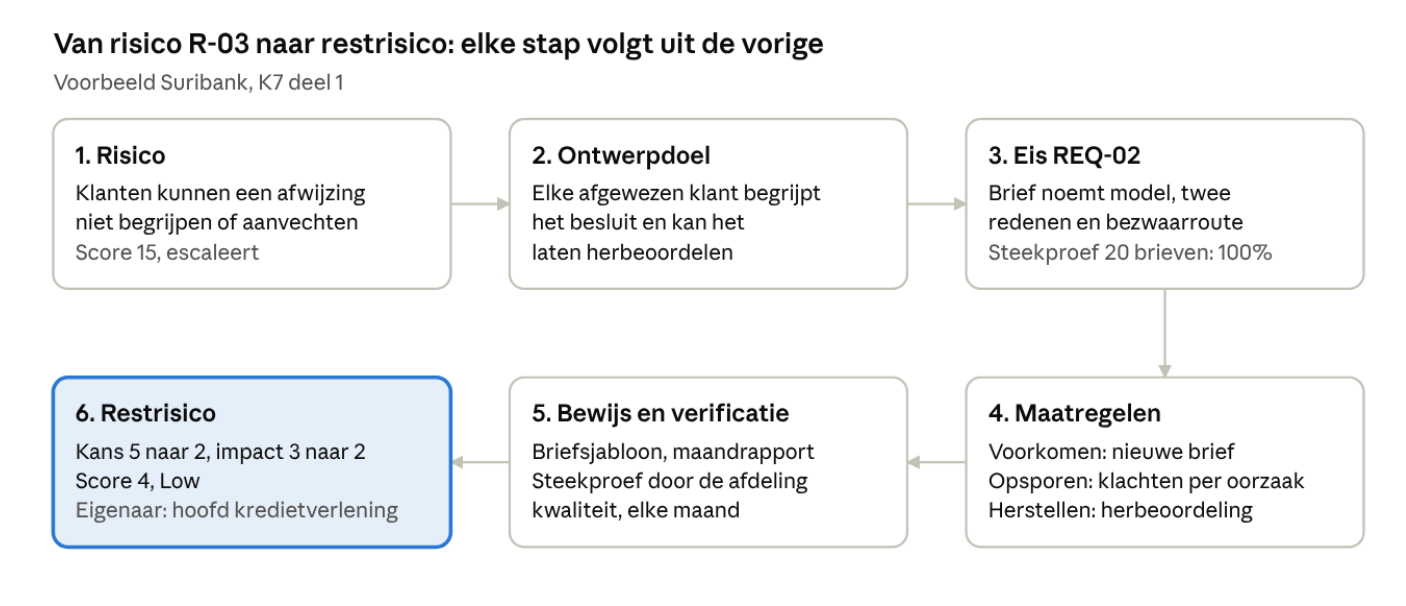 Van risico R-03 naar restrisico: elke stap volgt uit de vorige
Voorbeeld Suribank, K7 deel 1
1. Risico
Klanten kunnen een afwijzing
niet begrijpen of aanvechten
Score 15, escaleert
2. Ontwerpdoel
Elke afgewezen klant begrijpt
het besluit en kan het
laten herbeoordelen
3. Eis REQ-02
Brief noemt model, twee
redenen en bezwaarroute
Steekproef 20 brieven: 100%
4. Maatregelen
Voorkomen: nieuwe brief
Opsporen: klachten per oorzaak
Herstellen: herbeoordeling
5. Bewijs en verificatie
Briefsjabloon, maandrapport
Steekproef door de afdeling
kwaliteit, elke maand
6. Restrisico
Kans 5 naar 2, impact 3 naar 2
Score 4, Low
Eigenaar: hoofd kredietverlening